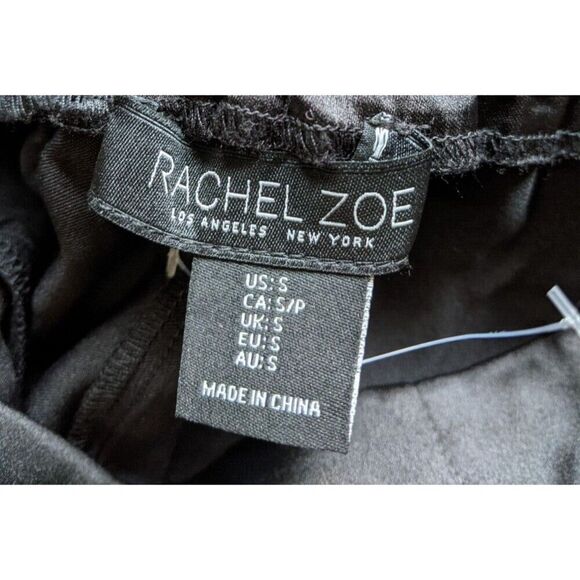 RACHEL ZOE
LOS ANGELES NEW YORK
US: S
CA: S/P
UK: S
EU: S
AU: S
MADE IN CHINA